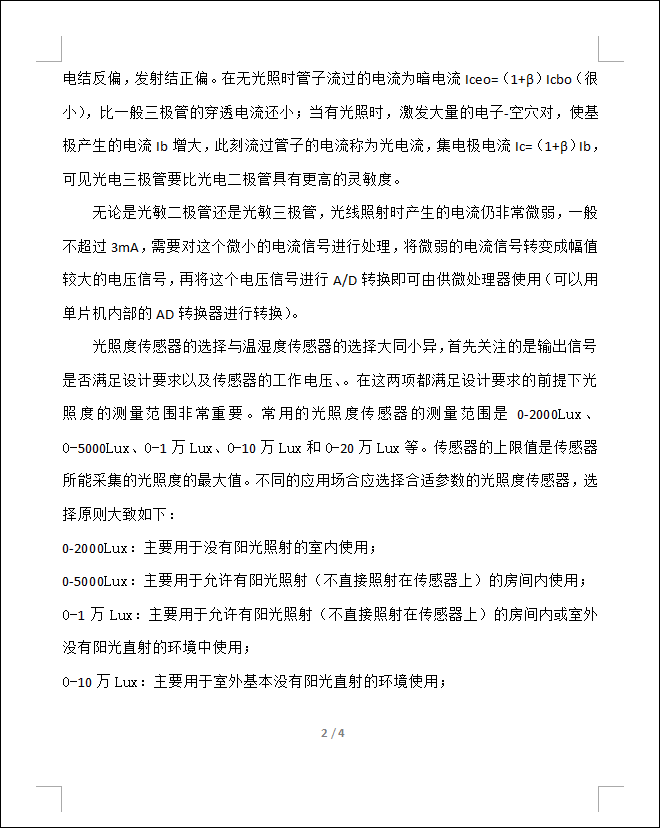 电结反偏，发射结正偏。在无光照时管子流过的电流为暗电流 Iceo=（1+β）Icbo（很
小），比一般三极管的穿透电流还小；当有光照时，激发大量的电子-空穴对，使基
极产生的电流 Ib 增大，此刻流过管子的电流称为光电流，集电极电流 Ic=（1+β）Ib，
可见光电三极管要比光电二极管具有更高的灵敏度。
无论是光敏二极管还是光敏三极管，光线照射时产生的电流仍非常微弱，一般
不超过 3mA，需要对这个微小的电流信号进行处理，将微弱的电流信号转变成幅值
较大的电压信号，再将这个电压信号进行 A/D 转换即可由供微处理器使用（可以用
单片机内部的 AD 转换器进行转换）。
光照度传感器的选择与温湿度传感器的选择大同小异，首先关注的是输出信号
是否满足设计要求以及传感器的工作电压、。在这两项都满足设计要求的前提下光
照度的测量范围非常重要。常用的光照度传感器的测量范围是 0-2000Lux、
0−5000Lux、0−1 万 Lux、0−10 万 Lux 和 0−20 万 Lux 等。传感器的上限值是传感器
所能采集的光照度的最大值。不同的应用场合应选择合适参数的光照度传感器，选
择原则大致如下：
0-2000Lux：主要用于没有阳光照射的室内使用；
0-5000Lux：主要用于允许有阳光照射（不直接照射在传感器上）的房间内使用；
0−1 万 Lux：主要用于允许有阳光照射（不直接照射在传感器上）的房间内或室外
没有阳光直射的环境中使用；
0−10 万 Lux：主要用于室外基本没有阳光直射的环境使用；
2 / 4